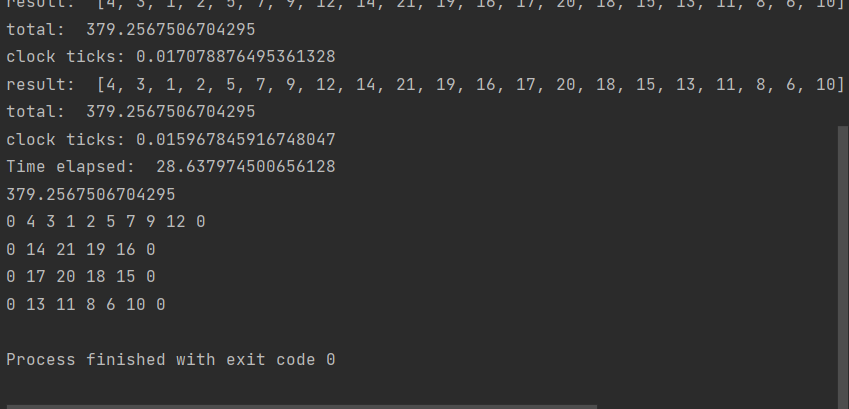 result:  [4, 3, 1, 2, 5, 7, 9, 12, 14, 21, 19, 16, 17, 20, 18, 15, 13, 11, 8, 6, 10]
total:  379.2567506704295
clock ticks: 0.017078876495361328
result:  [4, 3, 1, 2, 5, 7, 9, 12, 14, 21, 19, 16, 17, 20, 18, 15, 13, 11, 8, 6, 10]
total:  379.2567506704295
clock ticks: 0.015967845916748047
Time elapsed:  28.637974500656128
379.2567506704295
0 4 3 1 2 5 7 9 12 0
0 14 21 19 16 0
0 17 20 18 15 0
0 13 11 8 6 10 0
Process finished with exit code 0